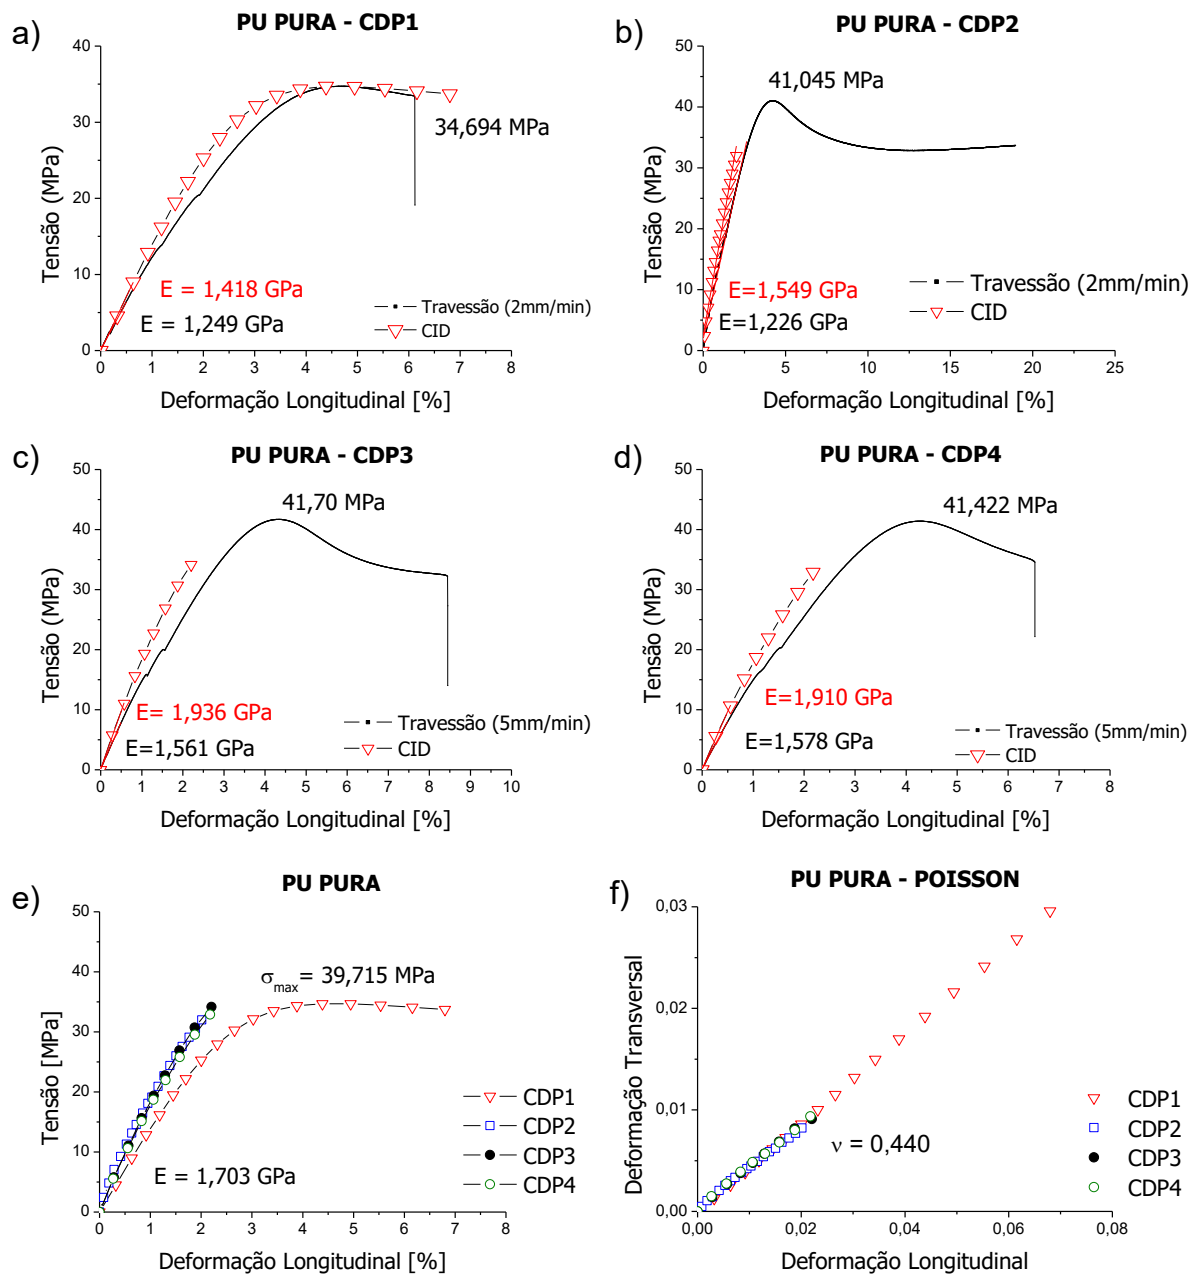 a)
PU PURA - CDP1
40
30
20
10
0
Tensão (MPa)
34,694 MPa
E = 1,418 GPa
E = 1,249 GPa
Travessão (2mm/min)
CID
0 1 2 3 4 5 6 7 8
Deformação Longitudinal [%]
b)
PU PURA - CDP2
50
40
30
20
10
0
Tensão (MPa)
41,045 MPa
E=1,549 GPa
E=1,226 GPa
Travessão (2mm/min)
CID
0 5 10 15 20 25
Deformação Longitudinal [%]
c)
PU PURA - CDP3
50
40
30
20
10
0
Tensão (MPa)
41,70 MPa
E= 1,936 GPa
E=1,561 GPa
Travessão (5mm/min)
CID
0 1 2 3 4 5 6 7 8 9 10
Deformação Longitudinal [%]
d)
PU PURA - CDP4
50
40
30
20
10
0
Tensão (MPa)
41,422 MPa
E=1,910 GPa
E=1,578 GPa
Travessão (5mm/min)
CID
0 1 2 3 4 5 6 7 8
Deformação Longitudinal [%]
e)
PU PURA
50
40
30
20
10
0
Tensão [MPa]
σmax= 39,715 MPa
E = 1,703 GPa
CDP1
CDP2
CDP3
CDP4
0 1 2 3 4 5 6 7 8
Deformação Longitudinal [%]
f)
PU PURA - POISSON
0,03
0,02
0,01
0,00
Deformação Transversal
ν = 0,440
CDP1
CDP2
CDP3
CDP4
0,00 0,02 0,04 0,06 0,08
Deformação Longitudinal